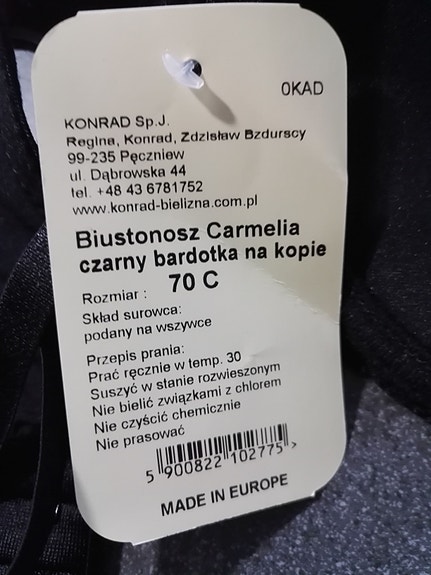 0KAD
KONRAD Sp.J.
Regina, Konrad, Zdzisław Bzdurscy
99-235 Pęczniew
ul. Dąbrowska 44
tel. +48 43 6781752
www.konrad-bielizna.com.pl
Biustonosz Carmelia
czarny bardotka na kopie
Rozmiar : 70 C
Skład surowca:
podany na wszywce
Przepis prania:
Prać ręcznie w temp. 30
Suszyć w stanie rozwieszonym
Nie bielić związkami z chlorem
Nie czyścić chemicznie
Nie prasować
5 900822 102775 >
MADE IN EUROPE